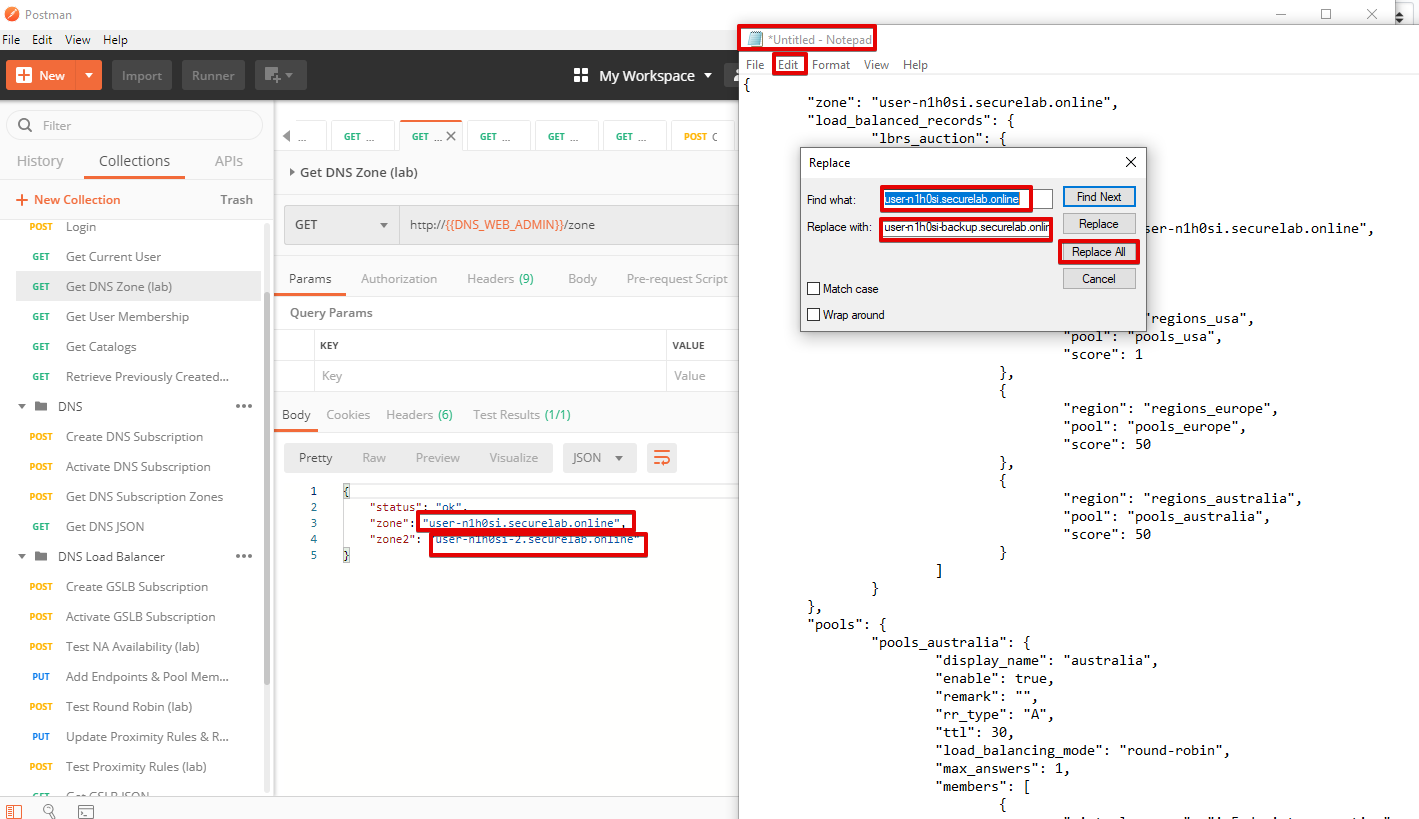 Postman
File Edit View Help
New Import Runner My Workspace
Filter
History Collections APIs
New Collection Trash
POST Login
GET Get Current User
GET Get DNS Zone (lab)
GET Get User Membership
GET Get Catalogs
GET Retrieve Previously Created...
DNS
POST Create DNS Subscription
POST Activate DNS Subscription
POST Get DNS Subscription Zones
GET Get DNS JSON
DNS Load Balancer
POST Create GSLB Subscription
POST Activate GSLB Subscription
POST Test NA Availability (lab)
PUT Add Endpoints & Pool Mem...
POST Test Round Robin (lab)
PUT Update Proximity Rules & R...
POST Test Proximity Rules (lab)
GET Get GSLB JSON
... GET ... GET ... GET ... GET ... GET ... POST C
Get DNS Zone (lab)
GET http://{{DNS_WEB_ADMIN}}/zone
Params Authorization Headers (9) Body Pre-request Script
Query Params
KEY VALUE
Key Value
Body Cookies Headers (6) Test Results (1/1)
Pretty Raw Preview Visualize JSON
1 {
2 "status": "ok",
3 "zone": "user-n1h0si.securelab.online",
4 "zone2": "user-n1h0si-2.securelab.online"
5 }
*Untitled - Notepad
File Edit Format View Help
{
"zone": "user-n1h0si.securelab.online",
"load_balanced_records": {
"lbrs_auction": {
Replace
Find what: user-n1h0si.securelab.online Find Next
Replace with: user-n1h0si-backup.securelab.onlin Replace
Replace All
Cancel
Match case
Wrap around
ser-n1h0si.securelab.online",
"regions_usa",
"pool": "pools_usa",
"score": 1
},
{
"region": "regions_europe",
"pool": "pools_europe",
"score": 50
},
{
"region": "regions_australia",
"pool": "pools_australia",
"score": 50
}
]
}
},
"pools": {
"pools_australia": {
"display_name": "australia",
"enable": true,
"remark": "",
"rr_type": "A",
"ttl": 30,
"load_balancing_mode": "round-robin",
"max_answers": 1,
"members": [
{